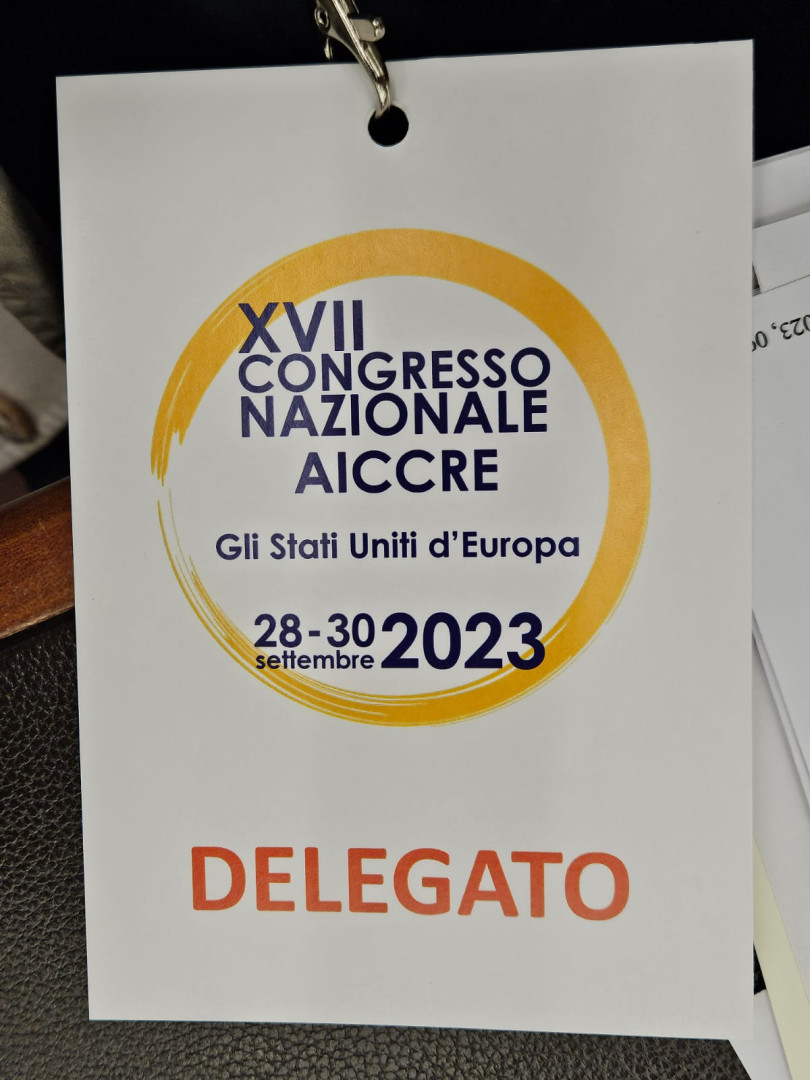 XVII
CONGRESSO
NAZIONALE
AICCRE
Gli Stati Uniti d'Europa
28-30 settembre 2023
DELEGATO